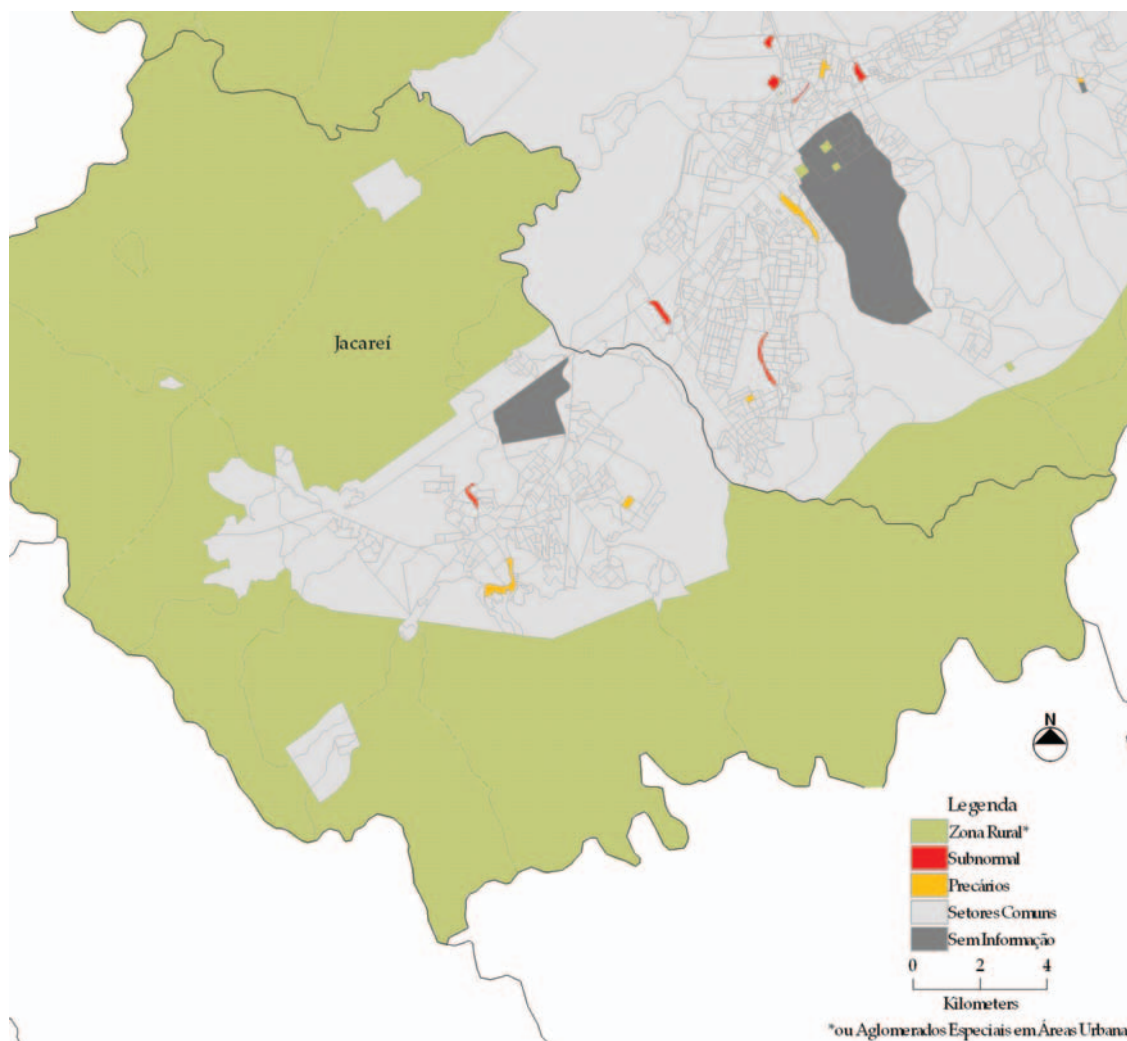 Jacareí
N
Legenda
Zona Rural*
Subnormal
Precários
Setores Comuns
Sem Informação
0 2 4
Kilometers
*ou Aglomerados Especiais em Áreas Urbana